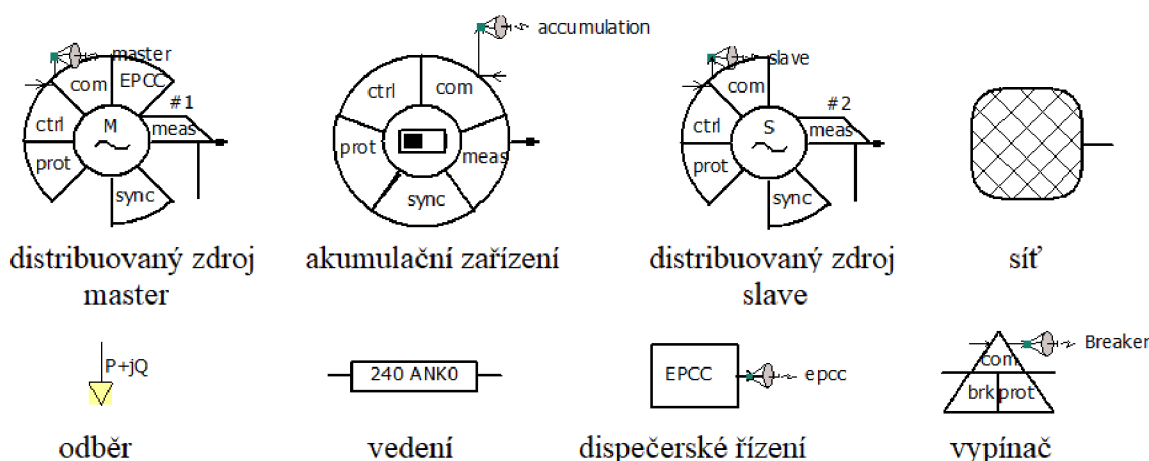 master
com
EPCC
#1
ctrl
M
meas
prot
sync
distribuovaný zdroj
master
accumulation
ctrl
com
prot
meas
sync
akumulační zařízení
slave
com
#2
ctrl
S
meas
prot
sync
distribuovaný zdroj
slave
síť
P+jQ
odběr
240 ANK0
vedení
EPCC
epcc
dispečerské řízení
Breaker
com
brk
prot
vypínač